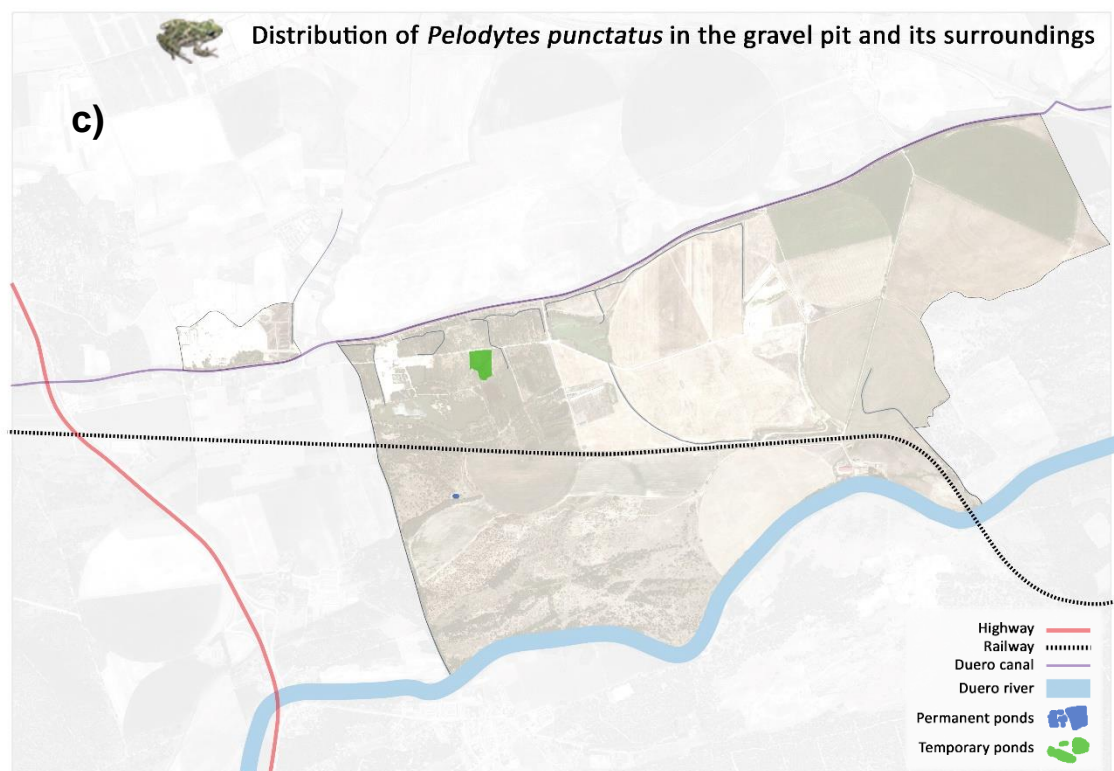 Distribution of Pelodytes punctatus in the gravel pit and its surroundings
c)
Highway
Railway
Duero canal
Duero river
Permanent ponds
Temporary ponds